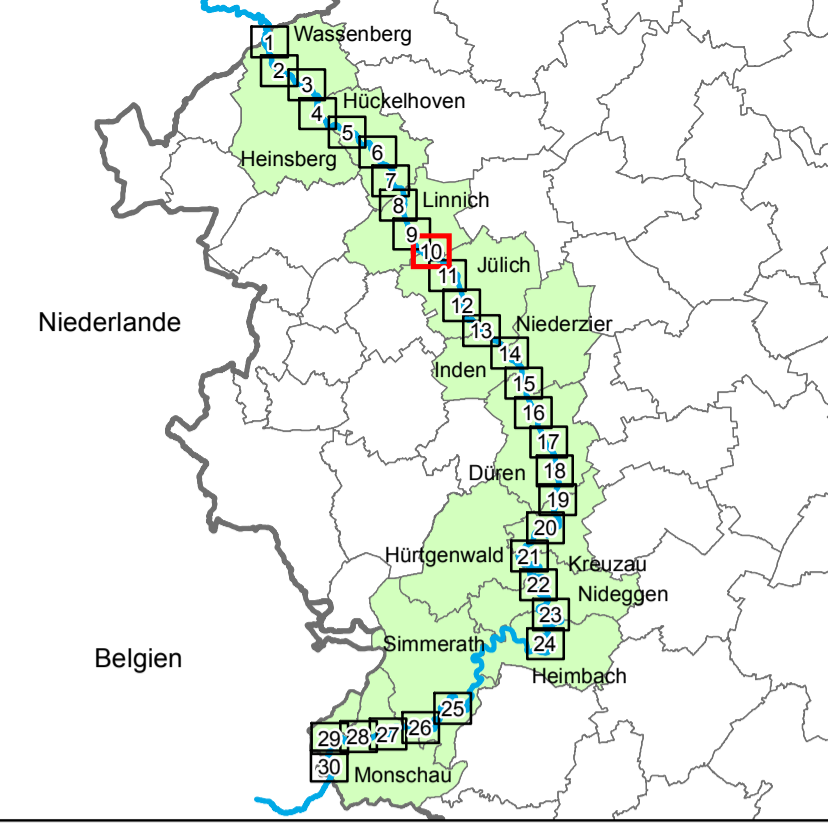 1
Wassenberg
2
3
Hückelhoven
4
5
Heinsberg
6
7
8
Linnich
9
10
Jülich
11
12
Niederlande
13
Niederzier
14
Inden
15
16
17
Düren
18
19
20
Hürtgenwald
21
Kreuzau
22
Nideggen
23
Simmerath
24
Belgien
Heimbach
25
26
27
28
29
30
Monschau